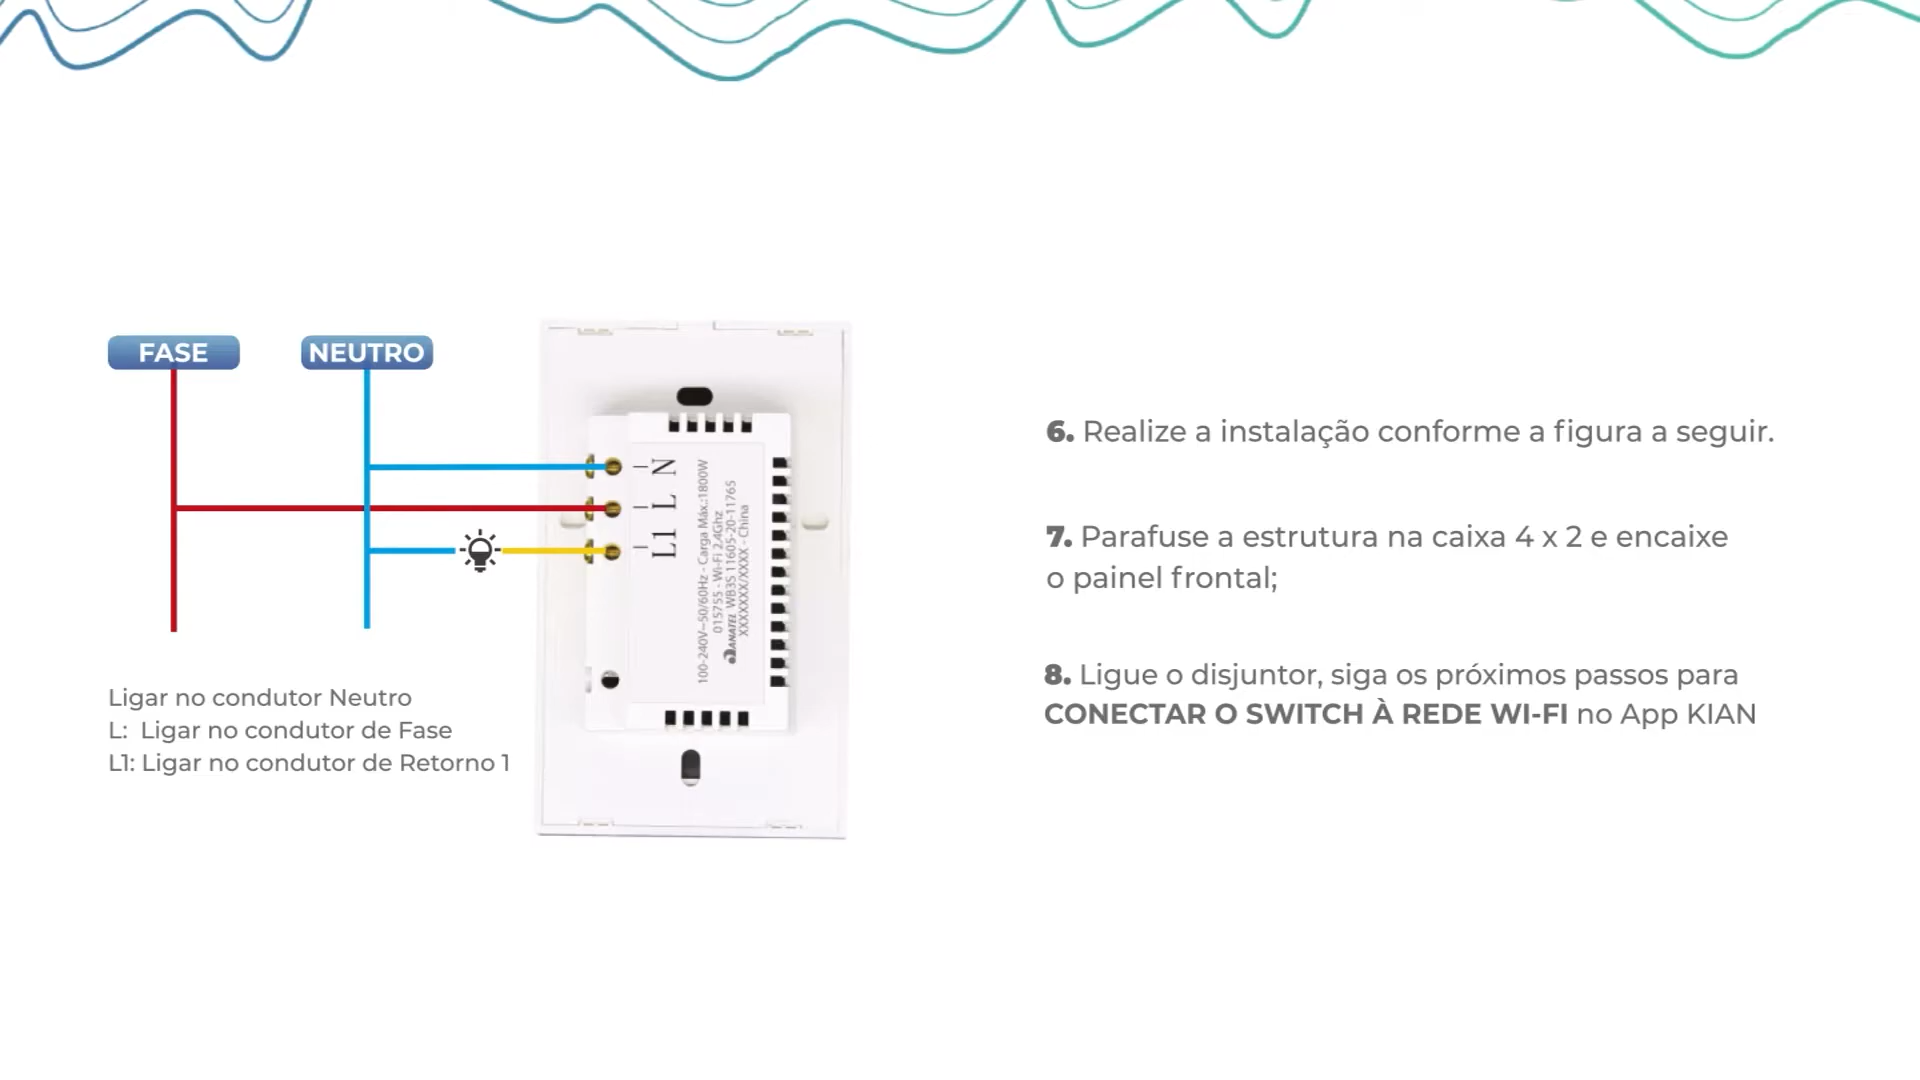 FASE
NEUTRO
N
L
L1
100-240V~50/60Hz - Carga Máx.:1800W
015755 - Wi-Fi 2,4Ghz
ANATEL WB3S 11605-20-11765
XXXXXX/XXXX - China
Ligar no condutor Neutro
L: Ligar no condutor de Fase
L1: Ligar no condutor de Retorno 1
6. Realize a instalação conforme a figura a seguir.
7. Parafuse a estrutura na caixa 4 x 2 e encaixe
o painel frontal;
8. Ligue o disjuntor, siga os próximos passos para
CONECTAR O SWITCH À REDE WI-FI no App KIAN